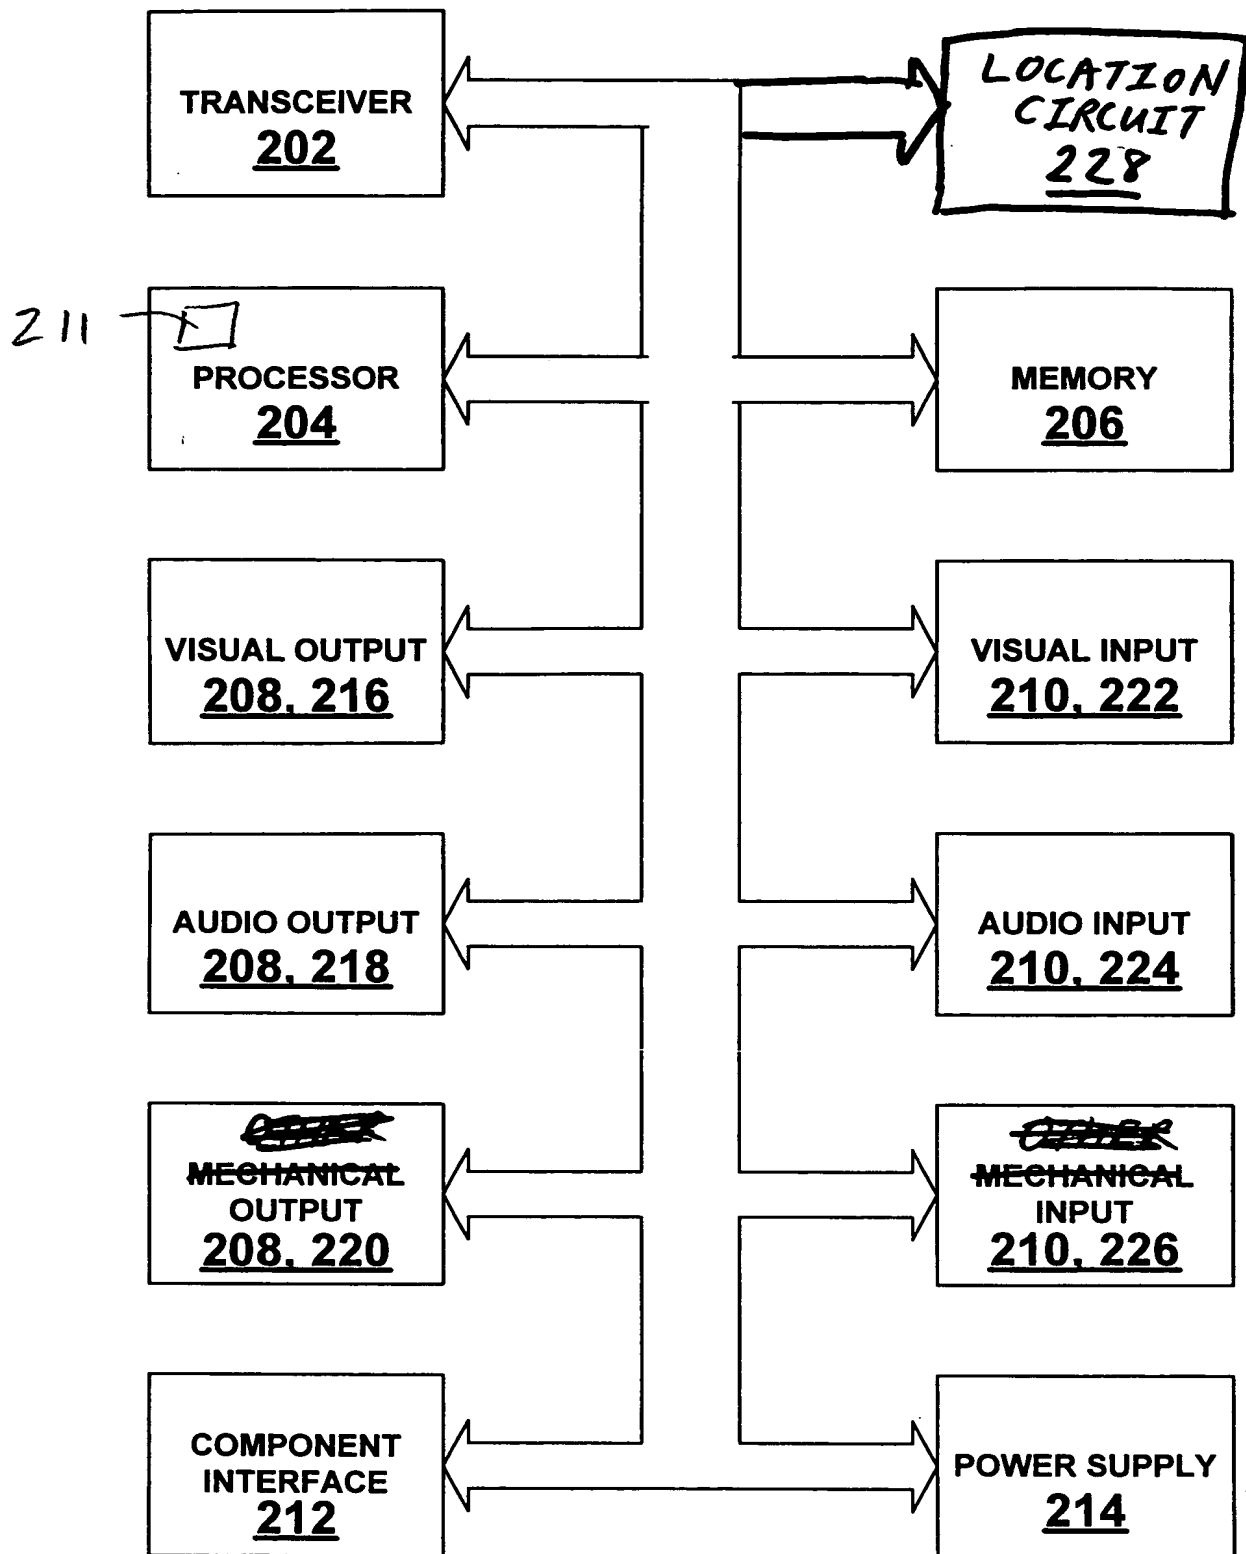 TRANSCEIVER
202
LOCATION
CIRCUIT
228
211
PROCESSOR
204
MEMORY
206
VISUAL OUTPUT
208, 216
VISUAL INPUT
210, 222
AUDIO OUTPUT
208, 218
AUDIO INPUT
210, 224
MECHANICAL
OUTPUT
208, 220
OTHER
MECHANICAL
INPUT
210, 226
COMPONENT
INTERFACE
212
POWER SUPPLY
214